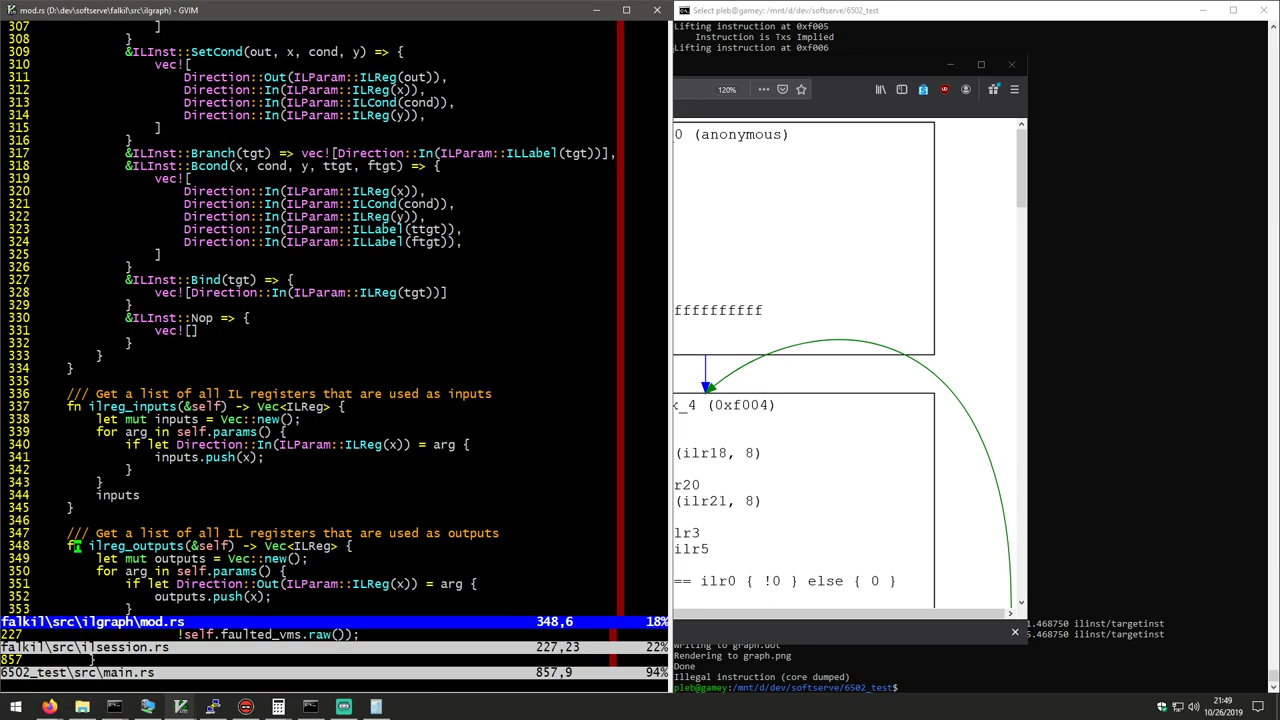 mod.rs (D:\dev\softserve\falkil\src\ilgraph) - GVIM
307                     ]
308                 }
309                 &ILInst::SetCond(out, x, cond, y) => {
310                     vec![
311                         Direction::Out(ILParam::ILReg(out)),
312                         Direction::In(ILParam::ILReg(x)),
313                         Direction::In(ILParam::ILCond(cond)),
314                         Direction::In(ILParam::ILReg(y)),
315                     ]
316                 }
317                 &ILInst::Branch(tgt) => vec![Direction::In(ILParam::ILLabel(tgt))],
318                 &ILInst::Bcond(x, cond, y, ttgt, ftgt) => {
319                     vec![
320                         Direction::In(ILParam::ILReg(x)),
321                         Direction::In(ILParam::ILCond(cond)),
322                         Direction::In(ILParam::ILReg(y)),
323                         Direction::In(ILParam::ILLabel(ttgt)),
324                         Direction::In(ILParam::ILLabel(ftgt)),
325                     ]
326                 }
327                 &ILInst::Bind(tgt) => {
328                     vec![Direction::In(ILParam::ILReg(tgt))]
329                 }
330                 &ILInst::Nop => {
331                     vec![]
332                 }
333             }
334         }
335
336         /// Get a list of all IL registers that are used as inputs
337         fn ilreg_inputs(&self) -> Vec<ILReg> {
338             let mut inputs = Vec::new();
339             for arg in self.params() {
340                 if let Direction::In(ILParam::ILReg(x)) = arg {
341                     inputs.push(x);
342                 }
343             }
344             inputs
345         }
346
347         /// Get a list of all IL registers that are used as outputs
348         fn ilreg_outputs(&self) -> Vec<ILReg> {
349             let mut outputs = Vec::new();
350             for arg in self.params() {
351                 if let Direction::Out(ILParam::ILReg(x)) = arg {
352                     outputs.push(x);
353                 }
falkil\src\ilgraph\mod.rs 348,6 18%
227 !self.faulted_vms.raw());
falkil\src\ilsession.rs 227,23 22%
857 }
6502_test\src\main.rs 857,9 94%
Select pleb@gamey: /mnt/d/dev/softserve/6502_test
Lifting instruction at 0xf005
Instruction is Txs Implied
Lifting instruction at 0xf006
120%
_0 (anonymous)
ffffffffff
k_4 (0xf004)
(ilr18, 8)
r20
(ilr21, 8)
lr3
ilr5
== ilr0 { !0 } else { 0 }
1.468750 ilinst/targetinst
5.468750 ilinst/targetinst
Writing to graph.dot
Rendering to graph.png
Done
Illegal instruction (core dumped)
pleb@gamey:/mnt/d/dev/softserve/6502_test$
21:49
10/26/2019